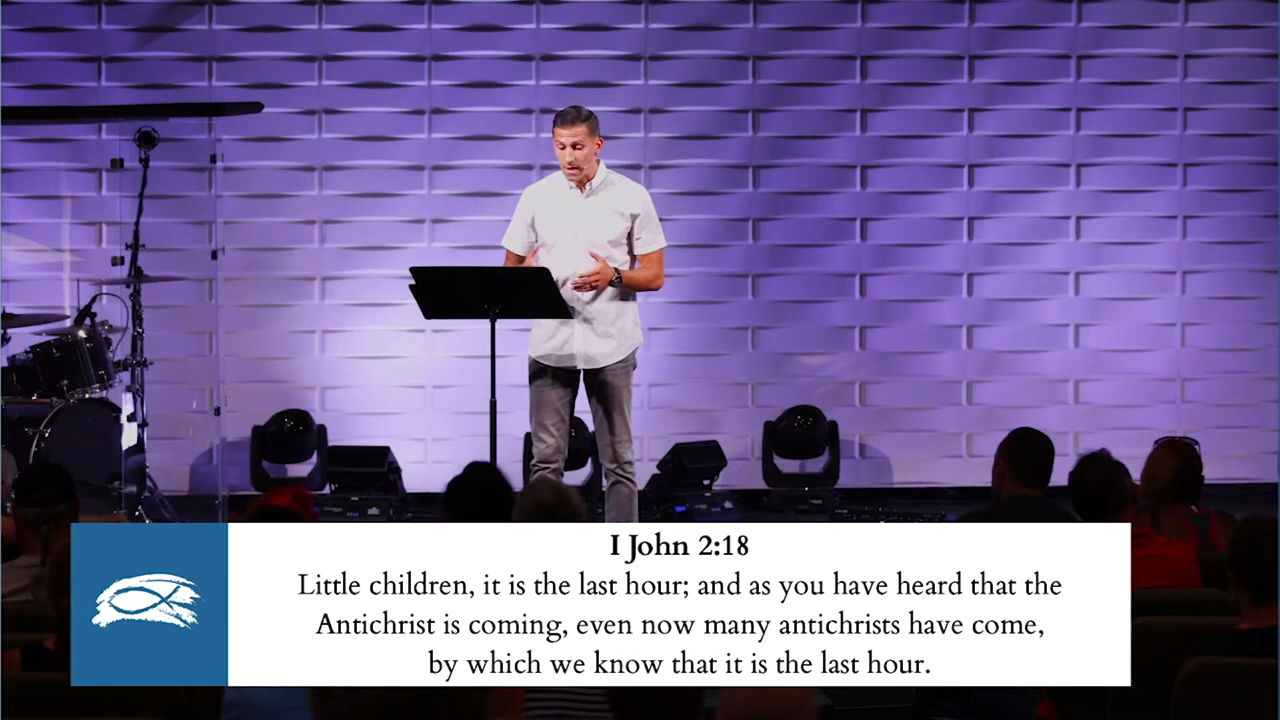 I John 2:18
Little children, it is the last hour; and as you have heard that the
Antichrist is coming, even now many antichrists have come,
by which we know that it is the last hour.